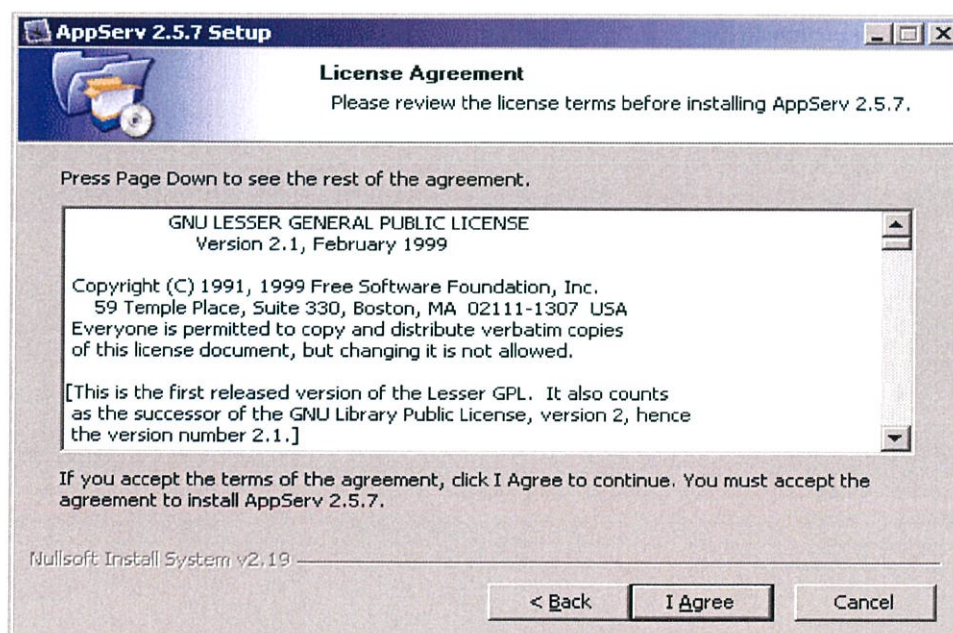 AppServ 2.5.7 Setup
License Agreement
Please review the license terms before installing AppServ 2.5.7.
Press Page Down to see the rest of the agreement.
GNU LESSER GENERAL PUBLIC LICENSE
Version 2.1, February 1999
Copyright (C) 1991, 1999 Free Software Foundation, Inc.
59 Temple Place, Suite 330, Boston, MA 02111-1307 USA
Everyone is permitted to copy and distribute verbatim copies
of this license document, but changing it is not allowed.
[This is the first released version of the Lesser GPL. It also counts
as the successor of the GNU Library Public License, version 2, hence
the version number 2.1.]
If you accept the terms of the agreement, click I Agree to continue. You must accept the
agreement to install AppServ 2.5.7.
Nullsoft Install System v2.19
< Back I Agree Cancel